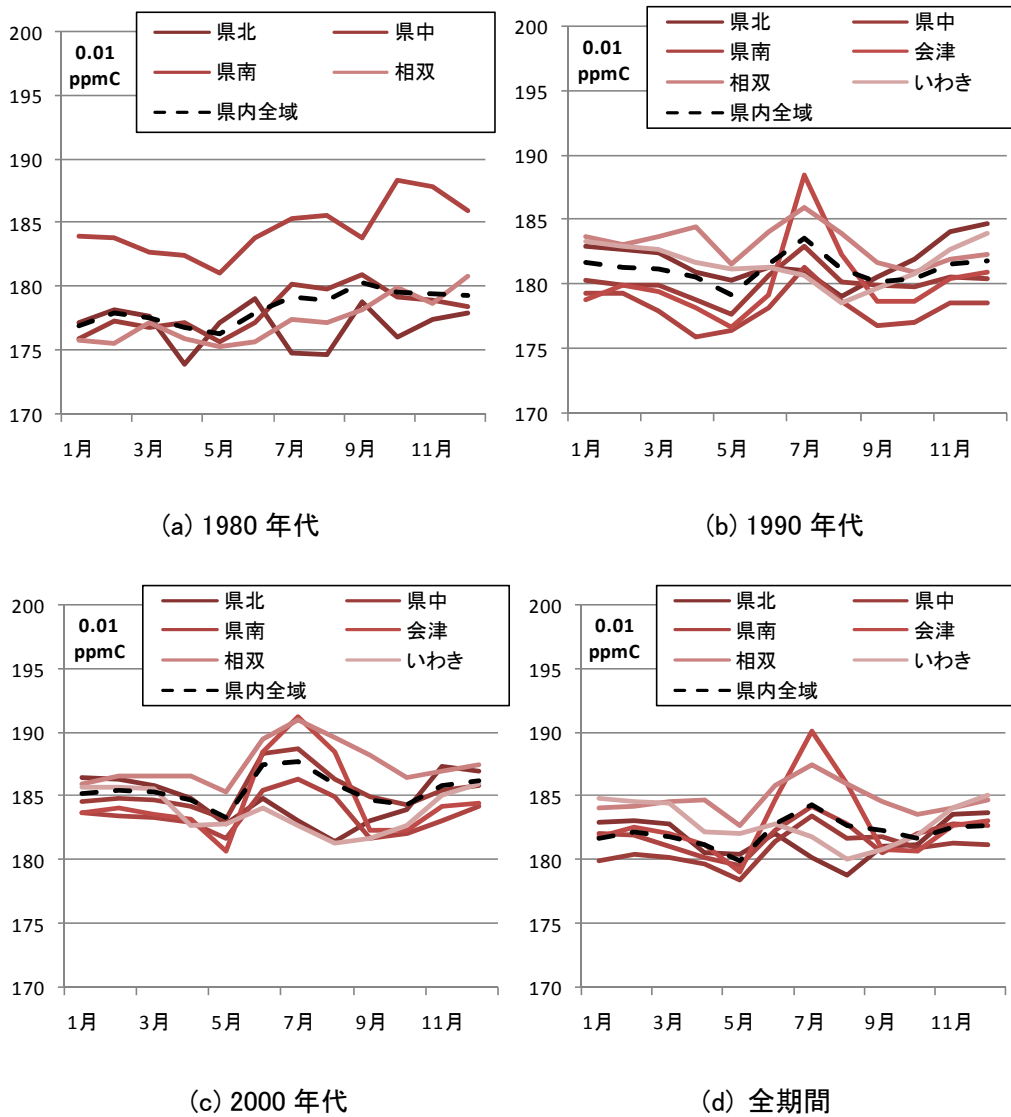 200
195
190
185
180
175
170
0.01
ppmC
県北
県中
県南
相双
県内全域
1月
3月
5月
7月
9月
11月
(a) 1980 年代
200
195
190
185
180
175
170
0.01
ppmC
県北
県中
県南
会津
相双
いわき
県内全域
1月
3月
5月
7月
9月
11月
(b) 1990 年代
200
195
190
185
180
175
170
0.01
ppmC
県北
県中
県南
会津
相双
いわき
県内全域
1月
3月
5月
7月
9月
11月
(c) 2000 年代
200
195
190
185
180
175
170
0.01
ppmC
県北
県中
県南
会津
相双
いわき
県内全域
1月
3月
5月
7月
9月
11月
(d) 全期間